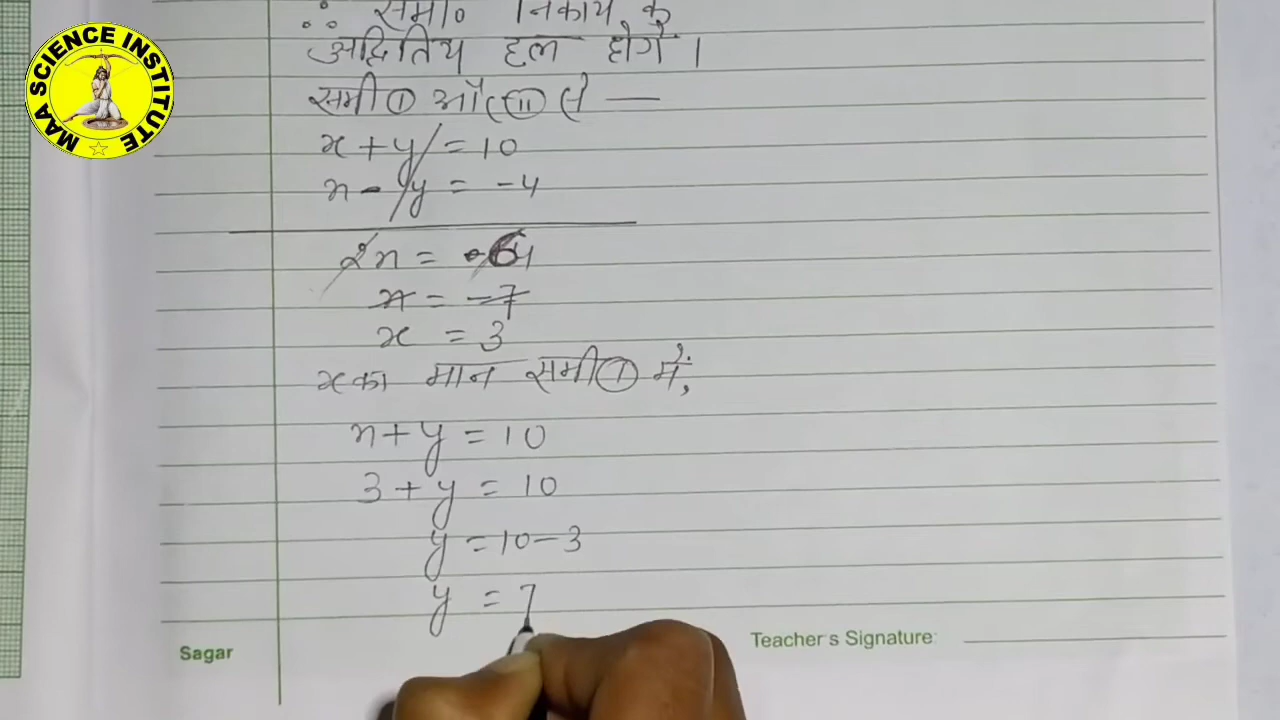 MAA SCIENCE INSTITUTE
∴ समी० निकाय के
अद्वितिय हल होगें ।
समी① और ⑪ से —
x + y = 10
x - y = -4
2x = 6
x = -7
x = 3
x का मान समी① में,
x + y = 10
3 + y = 10
y = 10 - 3
y = 7
Sagar
Teacher's Signature: